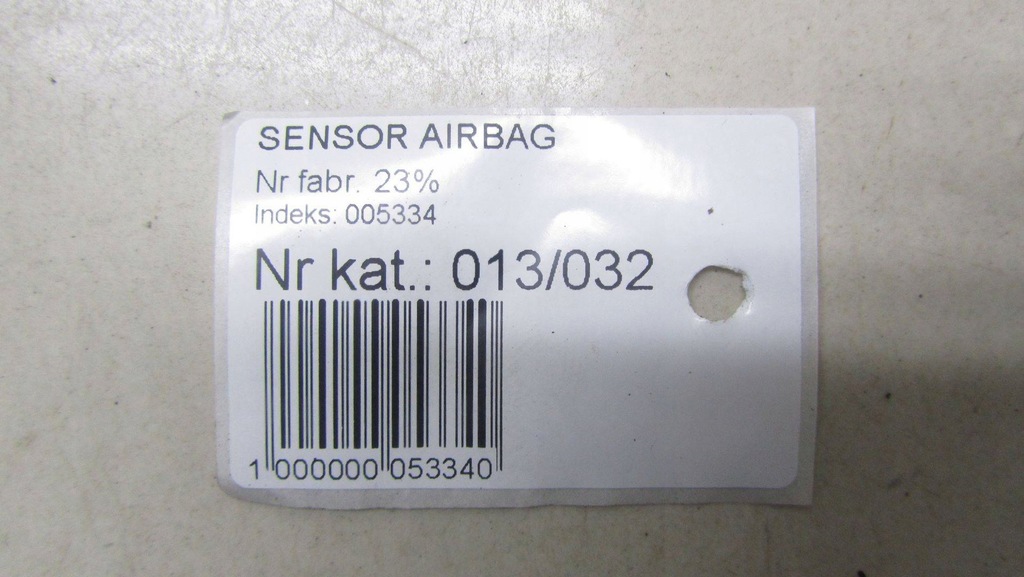 SENSOR AIRBAG
Nr fabr. 23%
Indeks: 005334
Nr kat.: 013/032
1 000000 053340